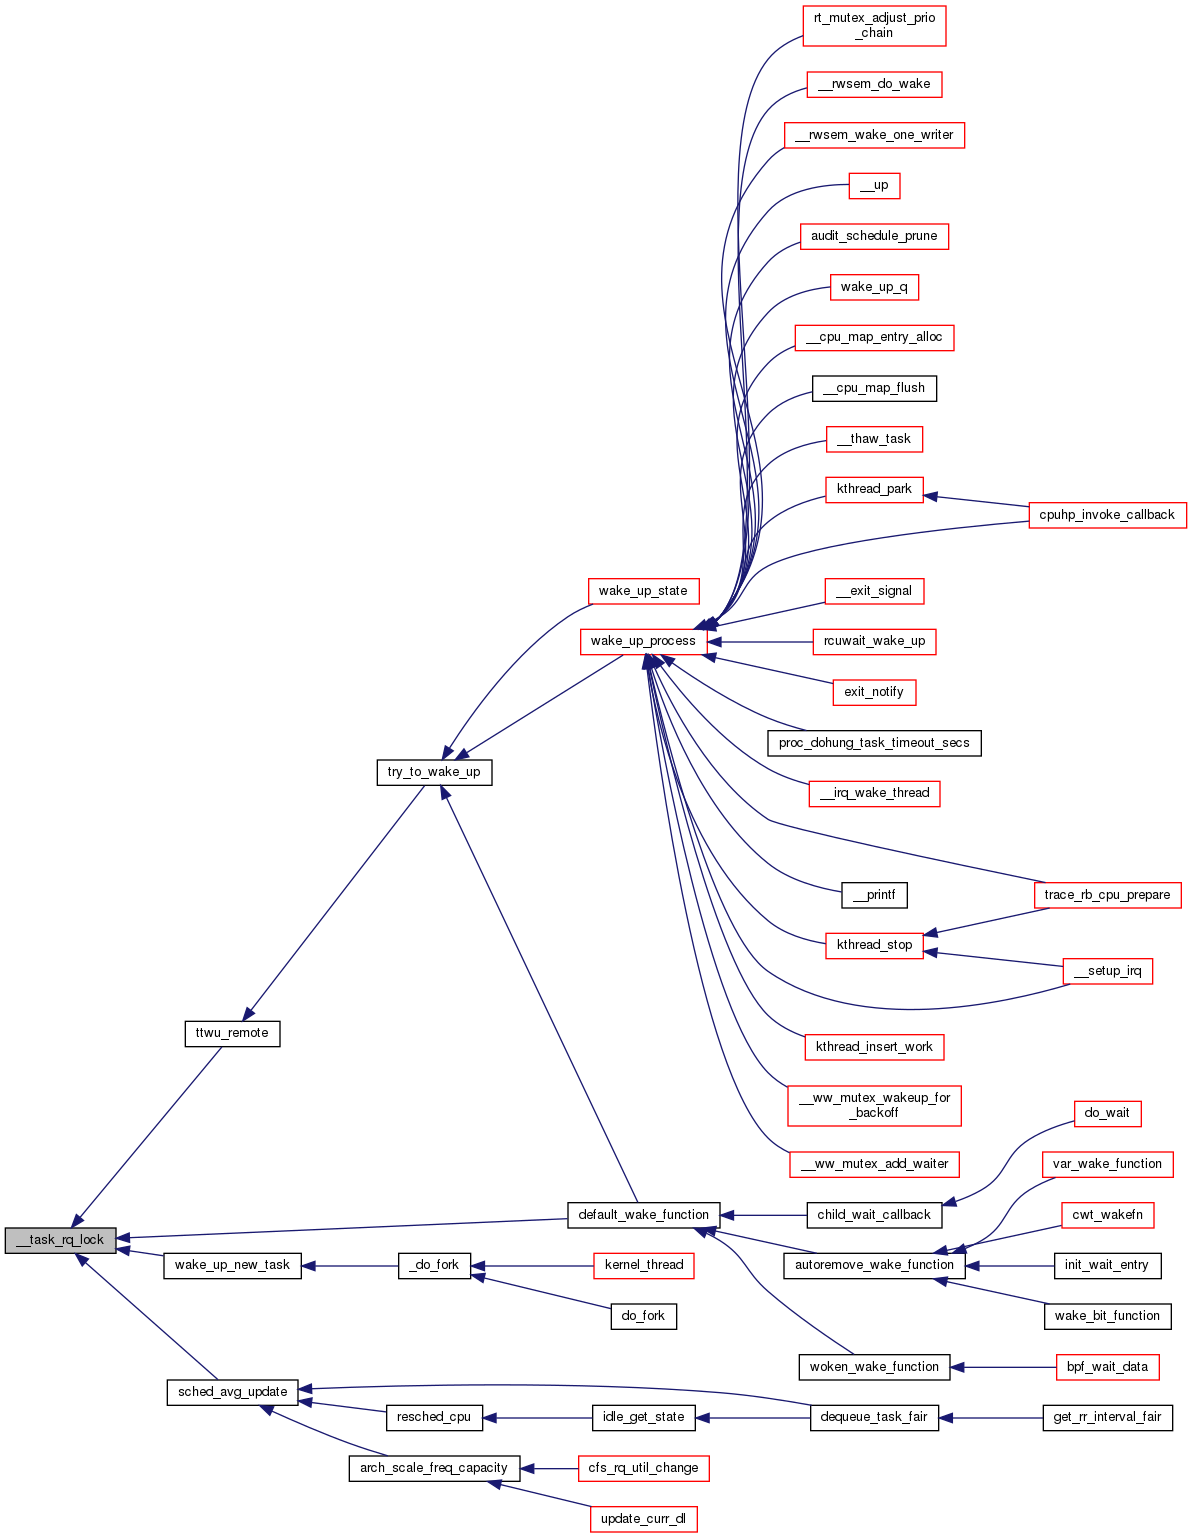 rt_mutex_adjust_prio
_chain
__rwsem_do_wake
__rwsem_wake_one_writer
__up
audit_schedule_prune
wake_up_q
__cpu_map_entry_alloc
__cpu_map_flush
__thaw_task
kthread_park
cpuhp_invoke_callback
wake_up_state
__exit_signal
wake_up_process
rcuwait_wake_up
exit_notify
proc_dohung_task_timeout_secs
try_to_wake_up
__irq_wake_thread
__printf
trace_rb_cpu_prepare
kthread_stop
__setup_irq
ttwu_remote
kthread_insert_work
__ww_mutex_wakeup_for
_backoff
do_wait
__ww_mutex_add_waiter
var_wake_function
default_wake_function
child_wait_callback
cwt_wakefn
__task_rq_lock
wake_up_new_task
_do_fork
kernel_thread
autoremove_wake_function
init_wait_entry
do_fork
wake_bit_function
woken_wake_function
bpf_wait_data
sched_avg_update
resched_cpu
idle_get_state
dequeue_task_fair
get_rr_interval_fair
arch_scale_freq_capacity
cfs_rq_util_change
update_curr_dl